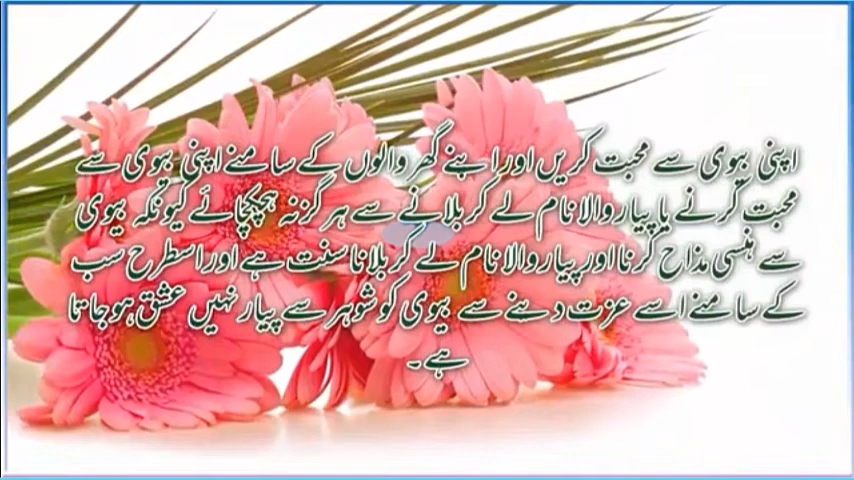 اپنی بیوی سے محبت کریں اور اپنے گھر والوں کے سامنے اپنی بیوی سے
محبت کرنے یا پیار والا نام لے کر بلانے سے ہر گز نہ ہچکچائے کیونکہ بیوی
سے ہنسی مذاح کرنا اور پیار والا نام لے کر بلانا سنت ہے اور اسطرح سب
کے سامنے اسے عزت دینے سے بیوی کو شوہر سے پیار نہیں عشق ہو جاتا
ہے۔